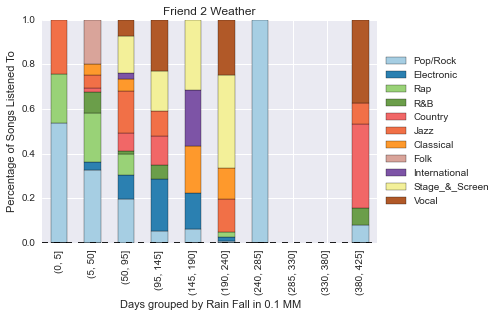 Friend 2 Weather
Percentage of Songs Listened To
1.0
0.8
0.6
0.4
0.2
0.0
(0, 5]
(5, 50]
(50, 95]
(95, 145]
(145, 190]
(190, 240]
(240, 285]
(285, 330]
(330, 380]
(380, 425]
Days grouped by Rain Fall in 0.1 MM
Pop/Rock
Electronic
Rap
R&B
Country
Jazz
Classical
Folk
International
Stage_&_Screen
Vocal